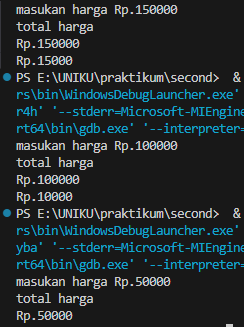 masukan harga Rp.150000
total harga
Rp.150000
Rp.15000
PS E:\UNIKU\praktikum\second> &
rs\bin\WindowsDebugLauncher.exe'
r4h' '--stderr=Microsoft-MIEngine
rt64\bin\gdb.exe' '--interpreter=
masukan harga Rp.100000
total harga
Rp.100000
Rp.10000
PS E:\UNIKU\praktikum\second> &
rs\bin\WindowsDebugLauncher.exe'
yba' '--stderr=Microsoft-MIEngine
rt64\bin\gdb.exe' '--interpreter=
masukan harga Rp.50000
total harga
Rp.50000